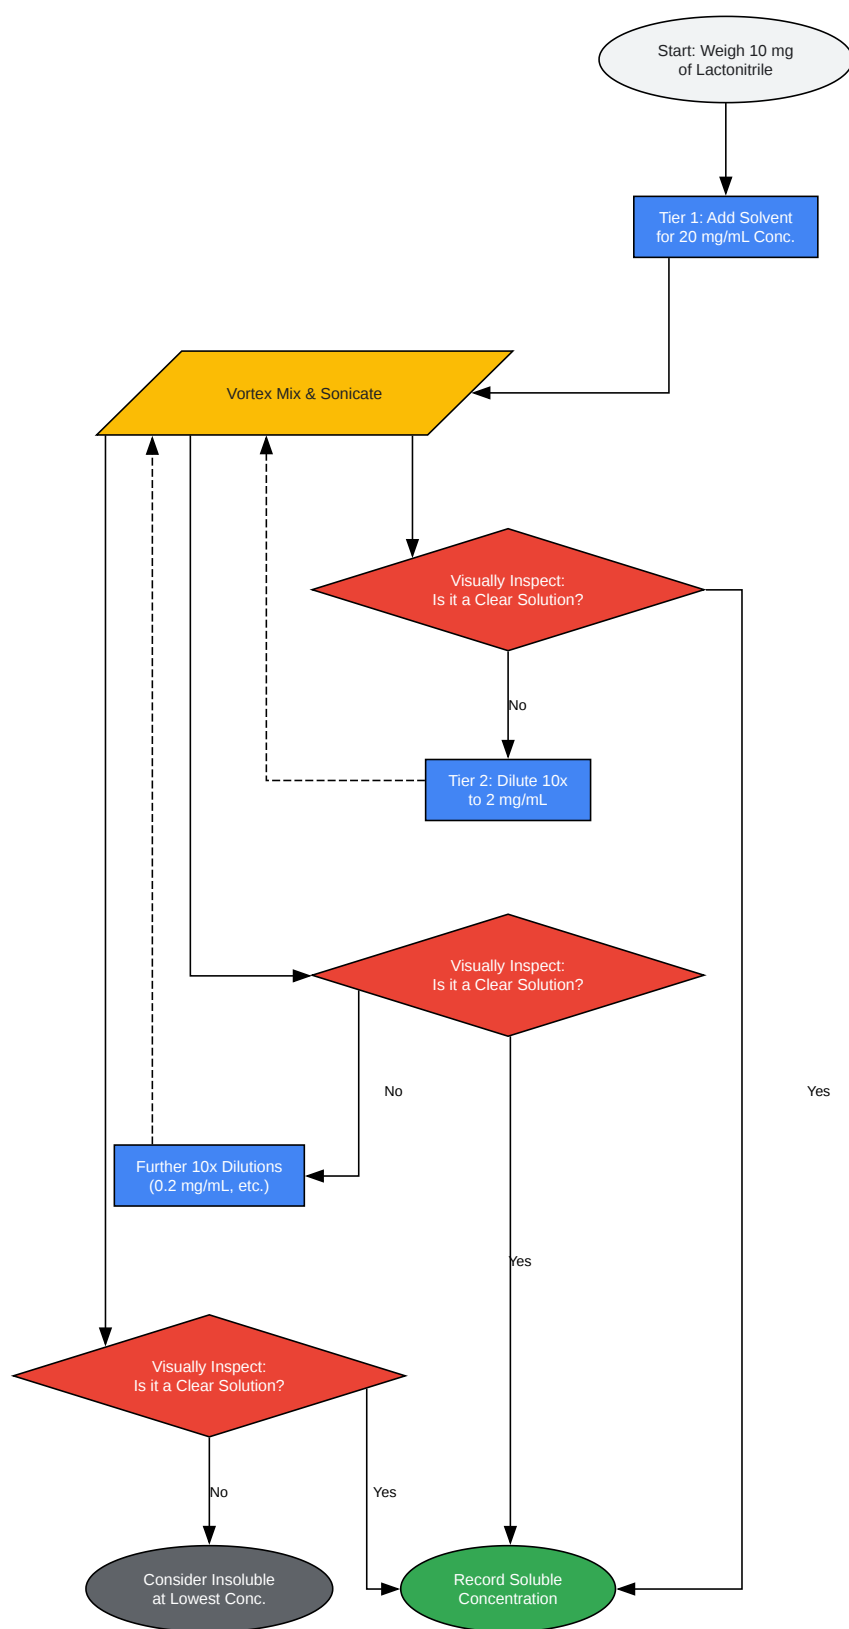 Start: Weigh 10 mg
of Lactonitrile
Tier 1: Add Solvent
for 20 mg/mL Conc.
Vortex Mix & Sonicate
Visually Inspect:
Is it a Clear Solution?
No
Tier 2: Dilute 10x
to 2 mg/mL
Visually Inspect:
Is it a Clear Solution?
No
Yes
Further 10x Dilutions
(0.2 mg/mL, etc.)
Yes
Visually Inspect:
Is it a Clear Solution?
No
Yes
Consider Insoluble
at Lowest Conc.
Record Soluble
Concentration